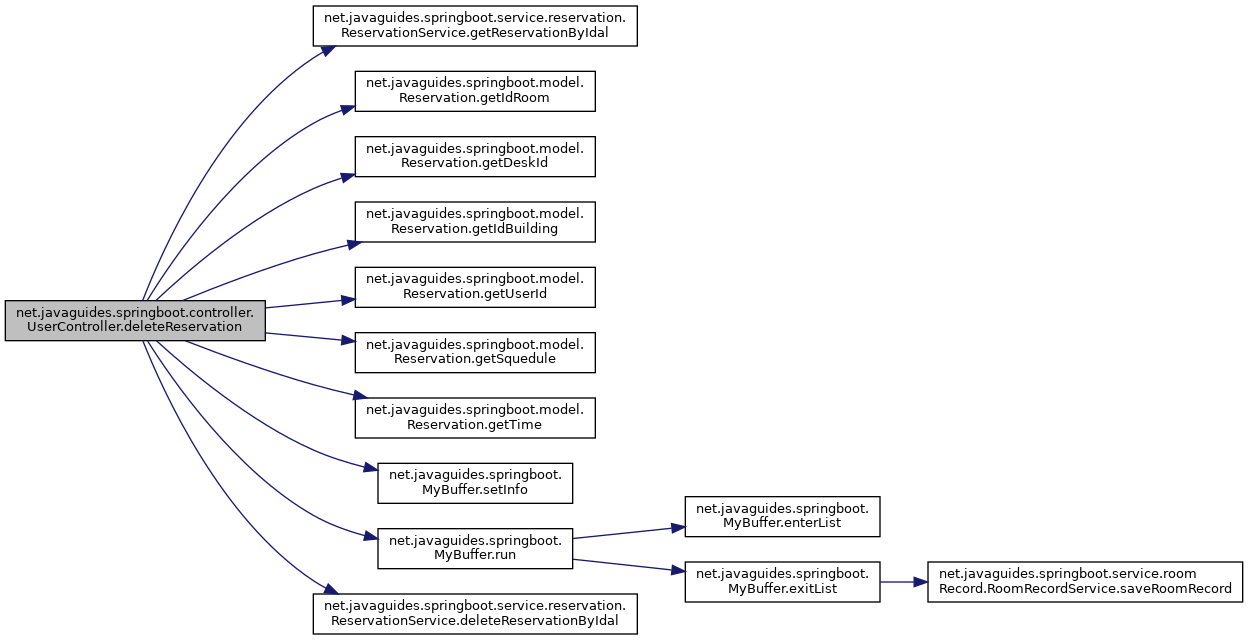 net.javaguides.springboot.service.reservation.
ReservationService.getReservationByIdal
net.javaguides.springboot.model.
Reservation.getIdRoom
net.javaguides.springboot.model.
Reservation.getDeskId
net.javaguides.springboot.model.
Reservation.getIdBuilding
net.javaguides.springboot.model.
Reservation.getUserId
net.javaguides.springboot.controller.
UserController.deleteReservation
net.javaguides.springboot.model.
Reservation.getSquedule
net.javaguides.springboot.model.
Reservation.getTime
net.javaguides.springboot.
MyBuffer.setInfo
net.javaguides.springboot.
MyBuffer.run
net.javaguides.springboot.
MyBuffer.enterList
net.javaguides.springboot.
MyBuffer.exitList
net.javaguides.springboot.service.room
Record.RoomRecordService.saveRoomRecord
net.javaguides.springboot.service.reservation.
ReservationService.deleteReservationByIdal